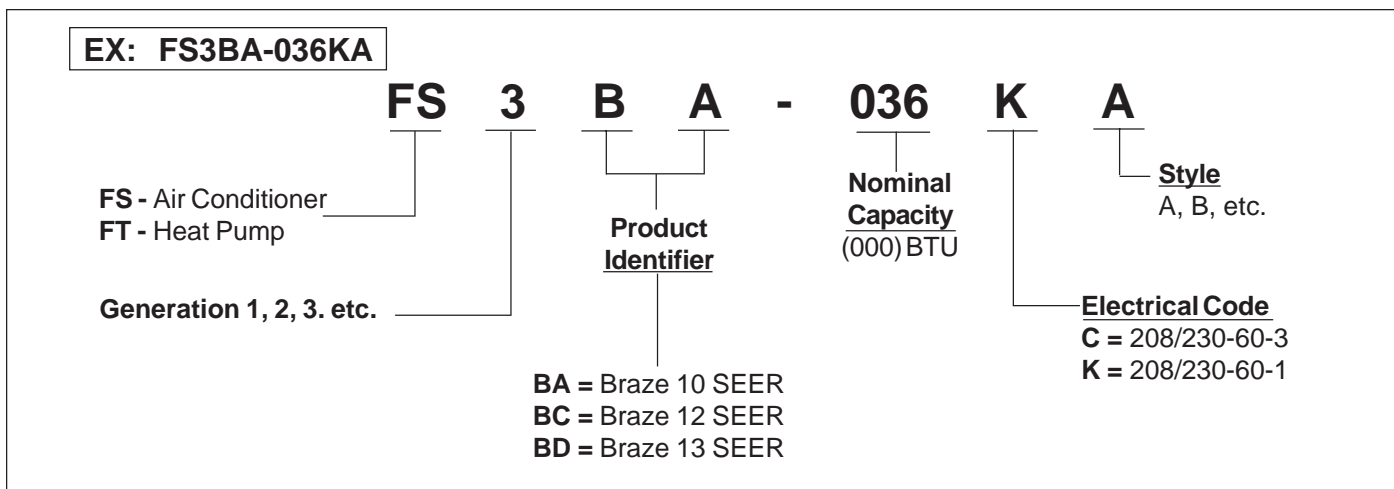 EX: FS3BA-036KA
FS 3 B A - 036 K A
FS - Air Conditioner
FT - Heat Pump
Generation 1, 2, 3. etc.
Product
Identifier
BA = Braze 10 SEER
BC = Braze 12 SEER
BD = Braze 13 SEER
Nominal
Capacity
(000) BTU
Style
A, B, etc.
Electrical Code
C = 208/230-60-3
K = 208/230-60-1